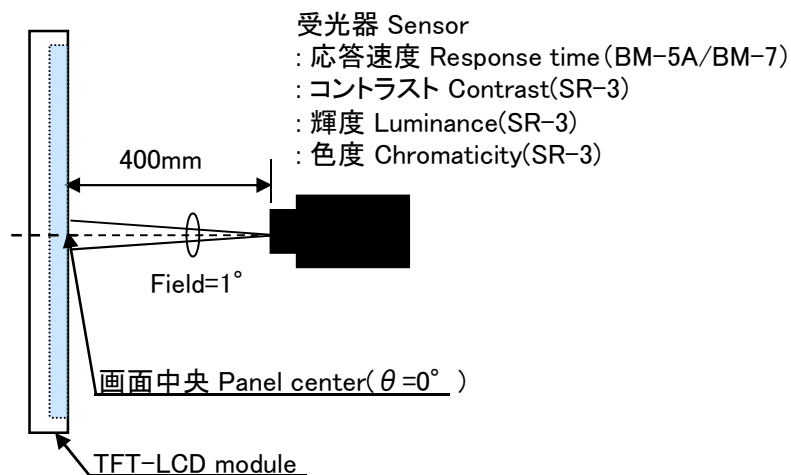 受光器 Sensor
: 応答速度 Response time(BM-5A/BM-7)
: コントラスト Contrast(SR-3)
: 輝度 Luminance(SR-3)
: 色度 Chromaticity(SR-3)
400mm
Field=1°
画面中央 Panel center(θ=0° )
TFT-LCD module